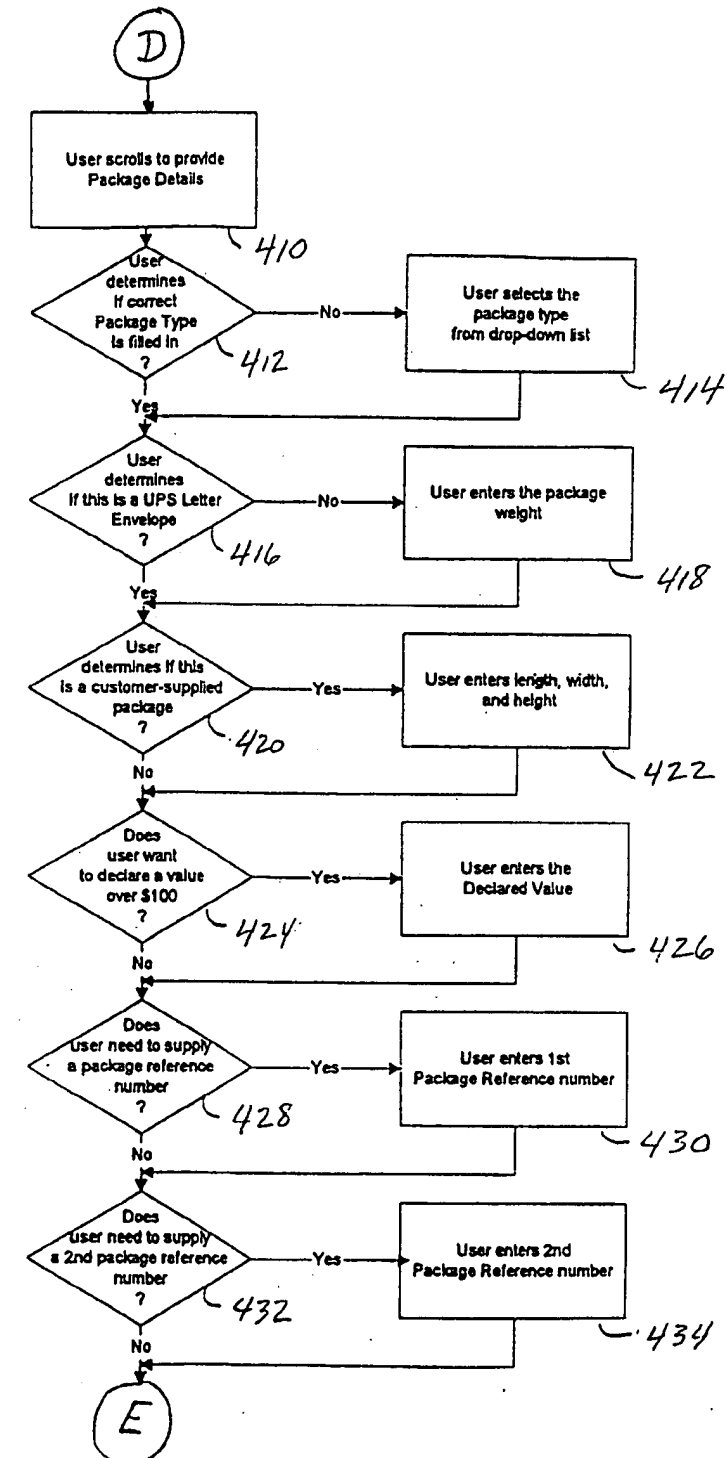 D
User scrolls to provide
Package Details
410
User
determines
If correct
Package Type
is filled in
?
412
No
User selects the
package type
from drop-down list
414
Yes
User
determines
If this is a UPS Letter
Envelope
?
416
No
User enters the package
weight
418
Yes
User
determines if this
is a customer-supplied
package
?
420
Yes
User enters length, width,
and height
422
No
Does
user want
to declare a value
over $100
?
424
Yes
User enters the
Declared Value
426
No
Does
user need to supply
a package reference
number
?
428
Yes
User enters 1st
Package Reference number
430
No
Does
user need to supply
a 2nd package reference
number
?
432
Yes
User enters 2nd
Package Reference number
434
No
E